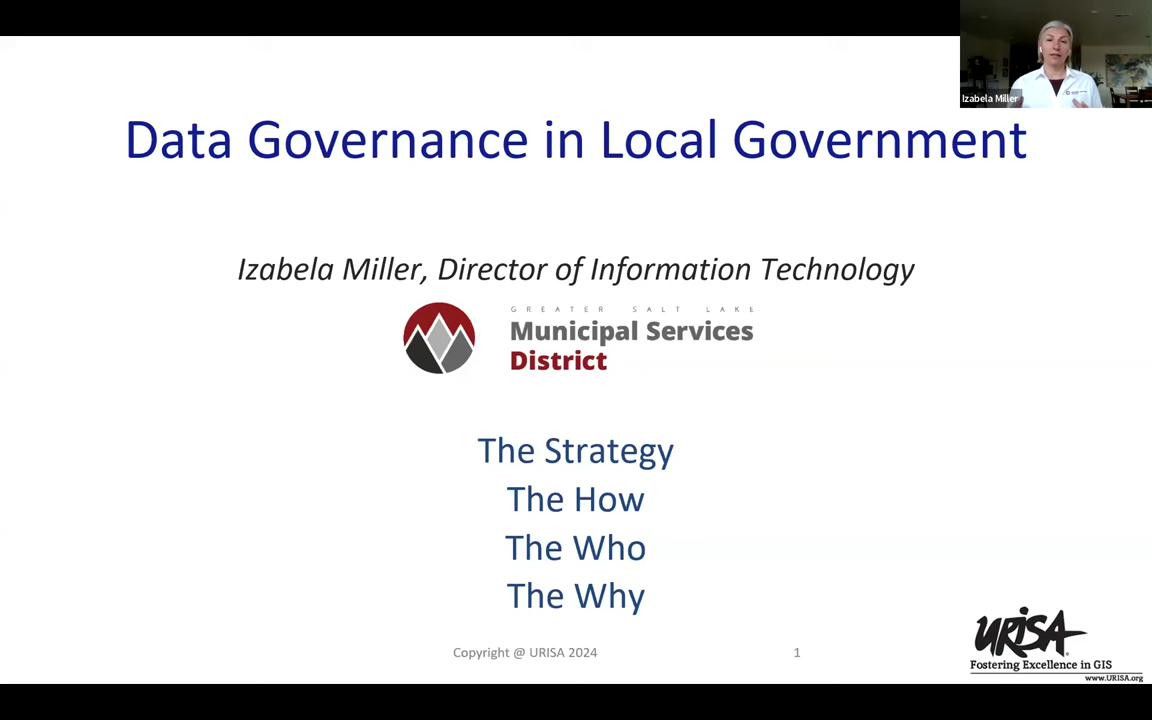 Izabela Miller
Data Governance in Local Government
Izabela Miller, Director of Information Technology
GREATER SALT LAKE
Municipal Services
District
The Strategy
The How
The Who
The Why
Copyright @ URISA 2024
1
URISA
Fostering Excellence in GIS
www.URISA.org